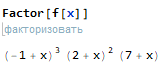 Factor[f[x]]
факторизовать
(-1 + x)³ (2 + x)² (7 + x)